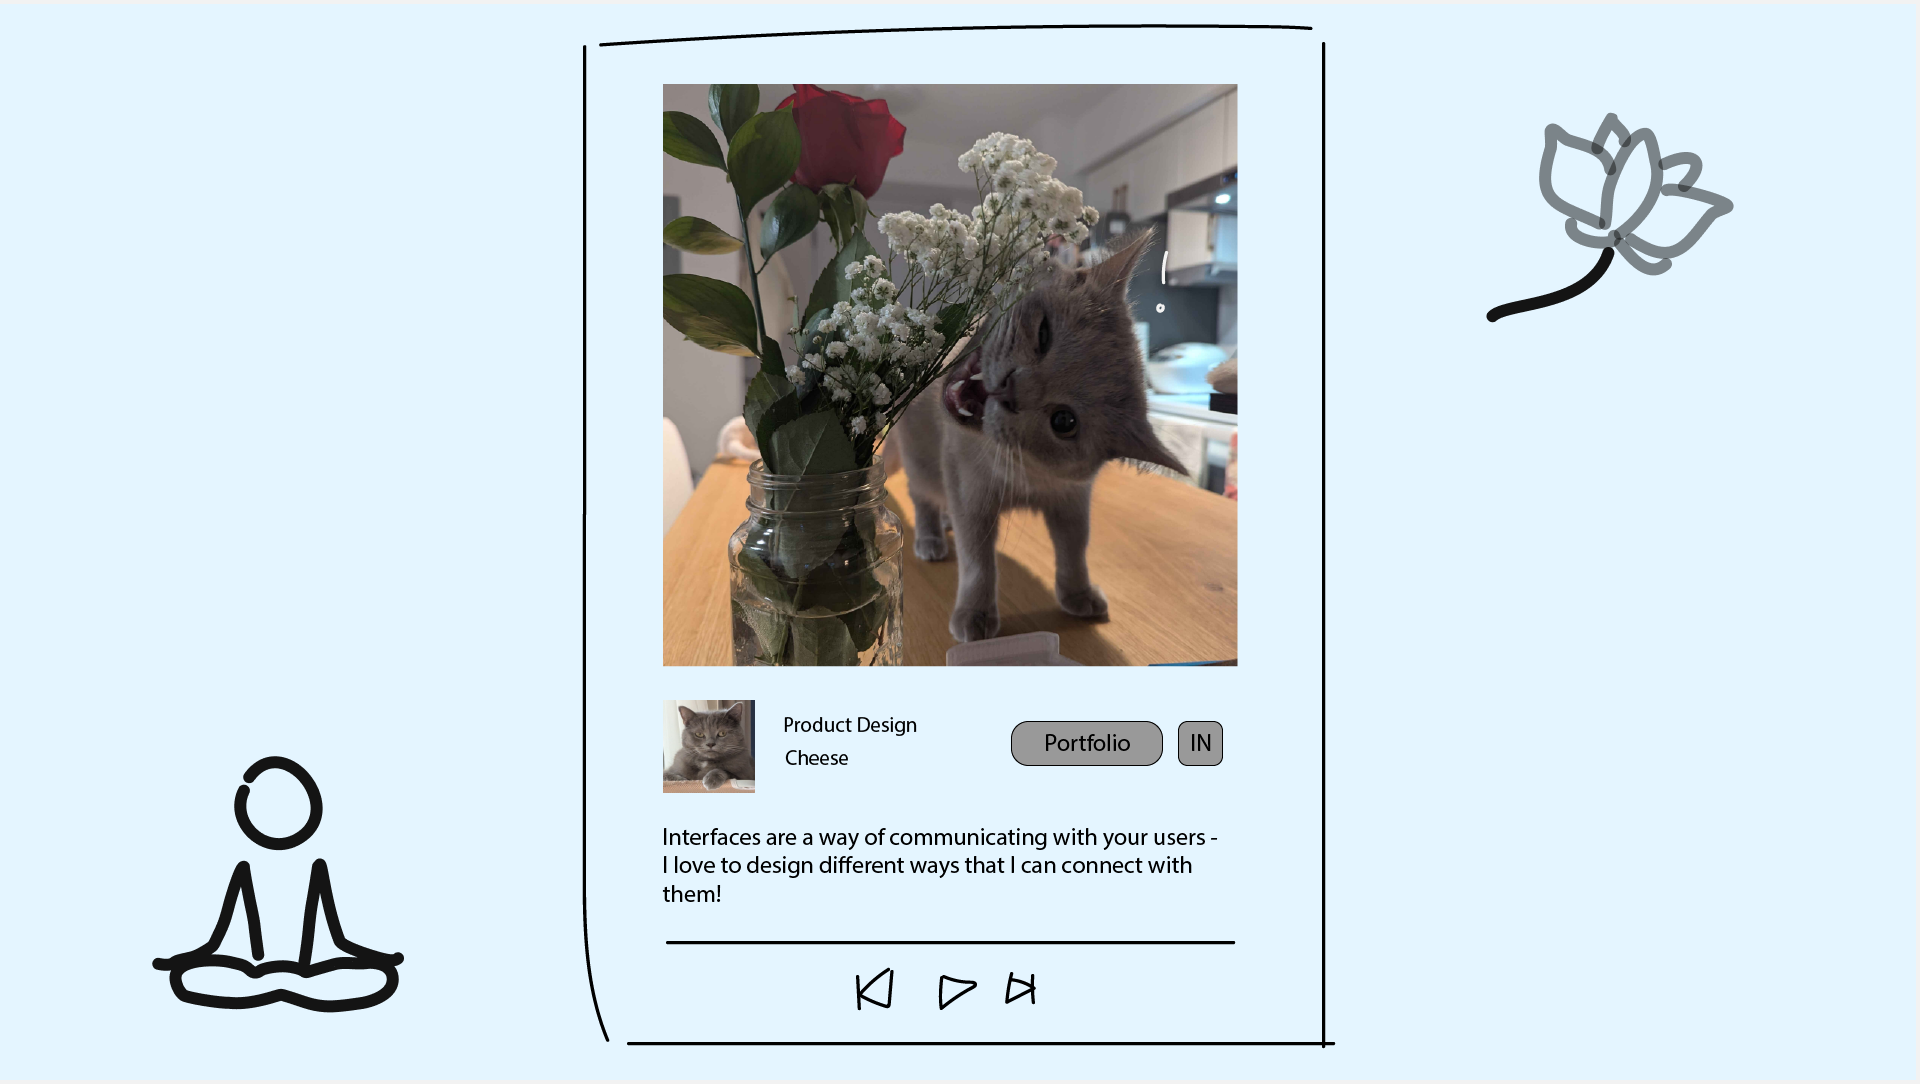 Product Design
Cheese
Portfolio
IN
Interfaces are a way of communicating with your users -
I love to design different ways that I can connect with
them!